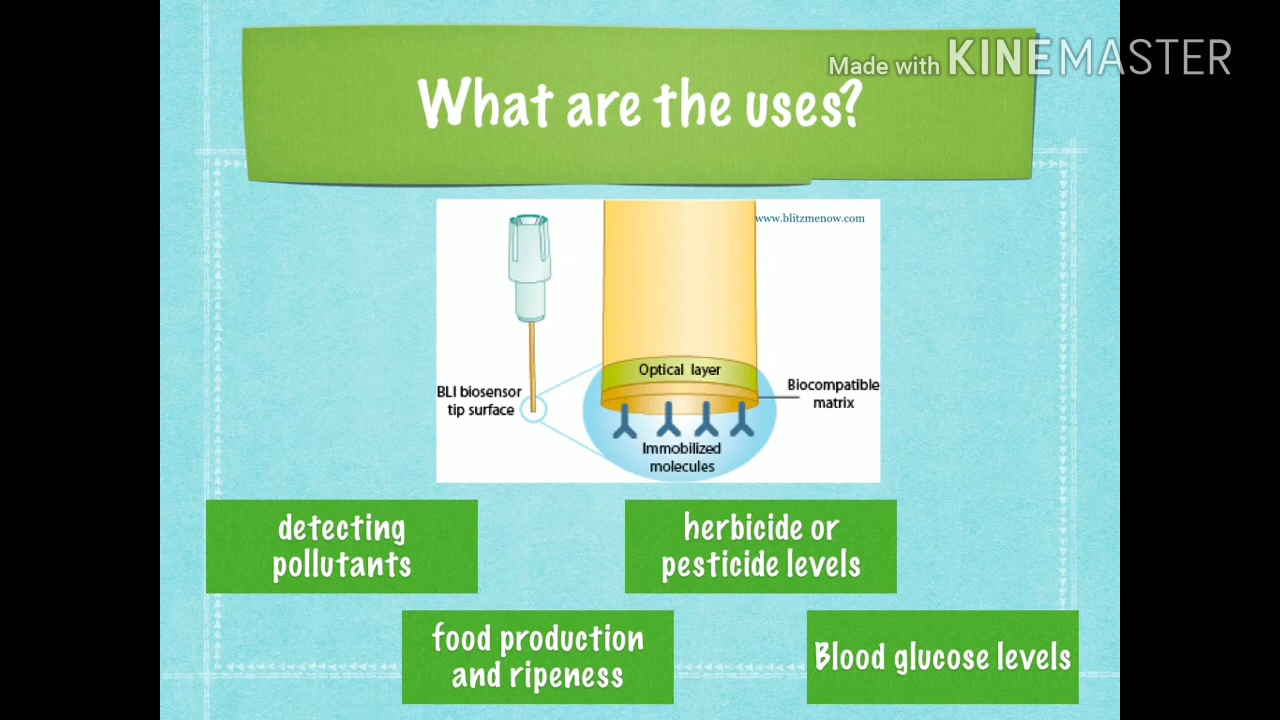 Made with KINEMASTER
What are the uses?
www.blitzmenow.com
Optical layer
BLI biosensor
tip surface
Biocompatible
matrix
Immobilized
molecules
detecting
pollutants
herbicide or
pesticide levels
food production
and ripeness
Blood glucose levels